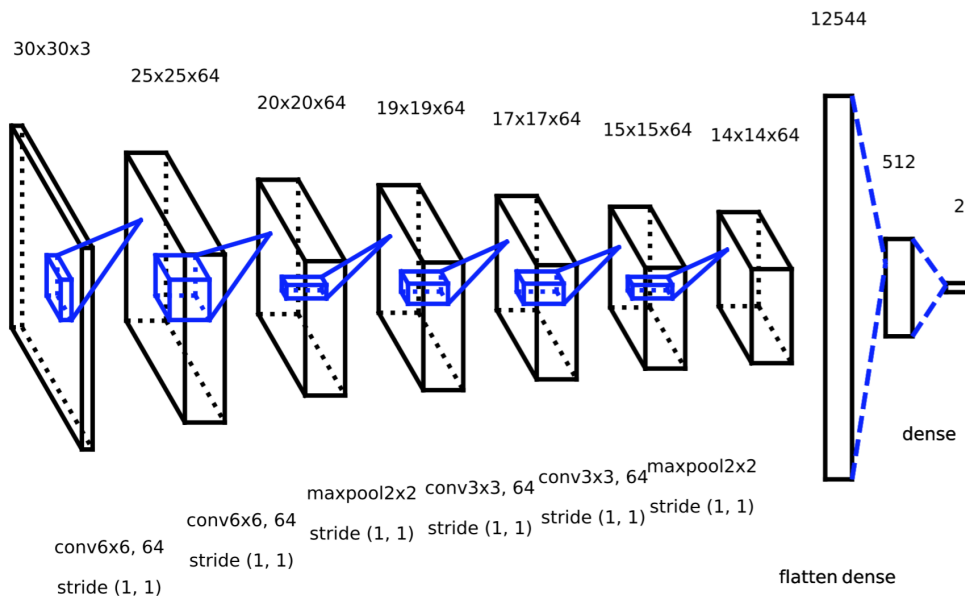 30x30x3
25x25x64
20x20x64
19x19x64
17x17x64
15x15x64
14x14x64
12544
512
2
conv6x6, 64
stride (1, 1)
conv6x6, 64
stride (1, 1)
maxpool2x2
stride (1, 1)
conv3x3, 64
stride (1, 1)
conv3x3, 64
stride (1, 1)
maxpool2x2
stride (1, 1)
flatten dense
dense